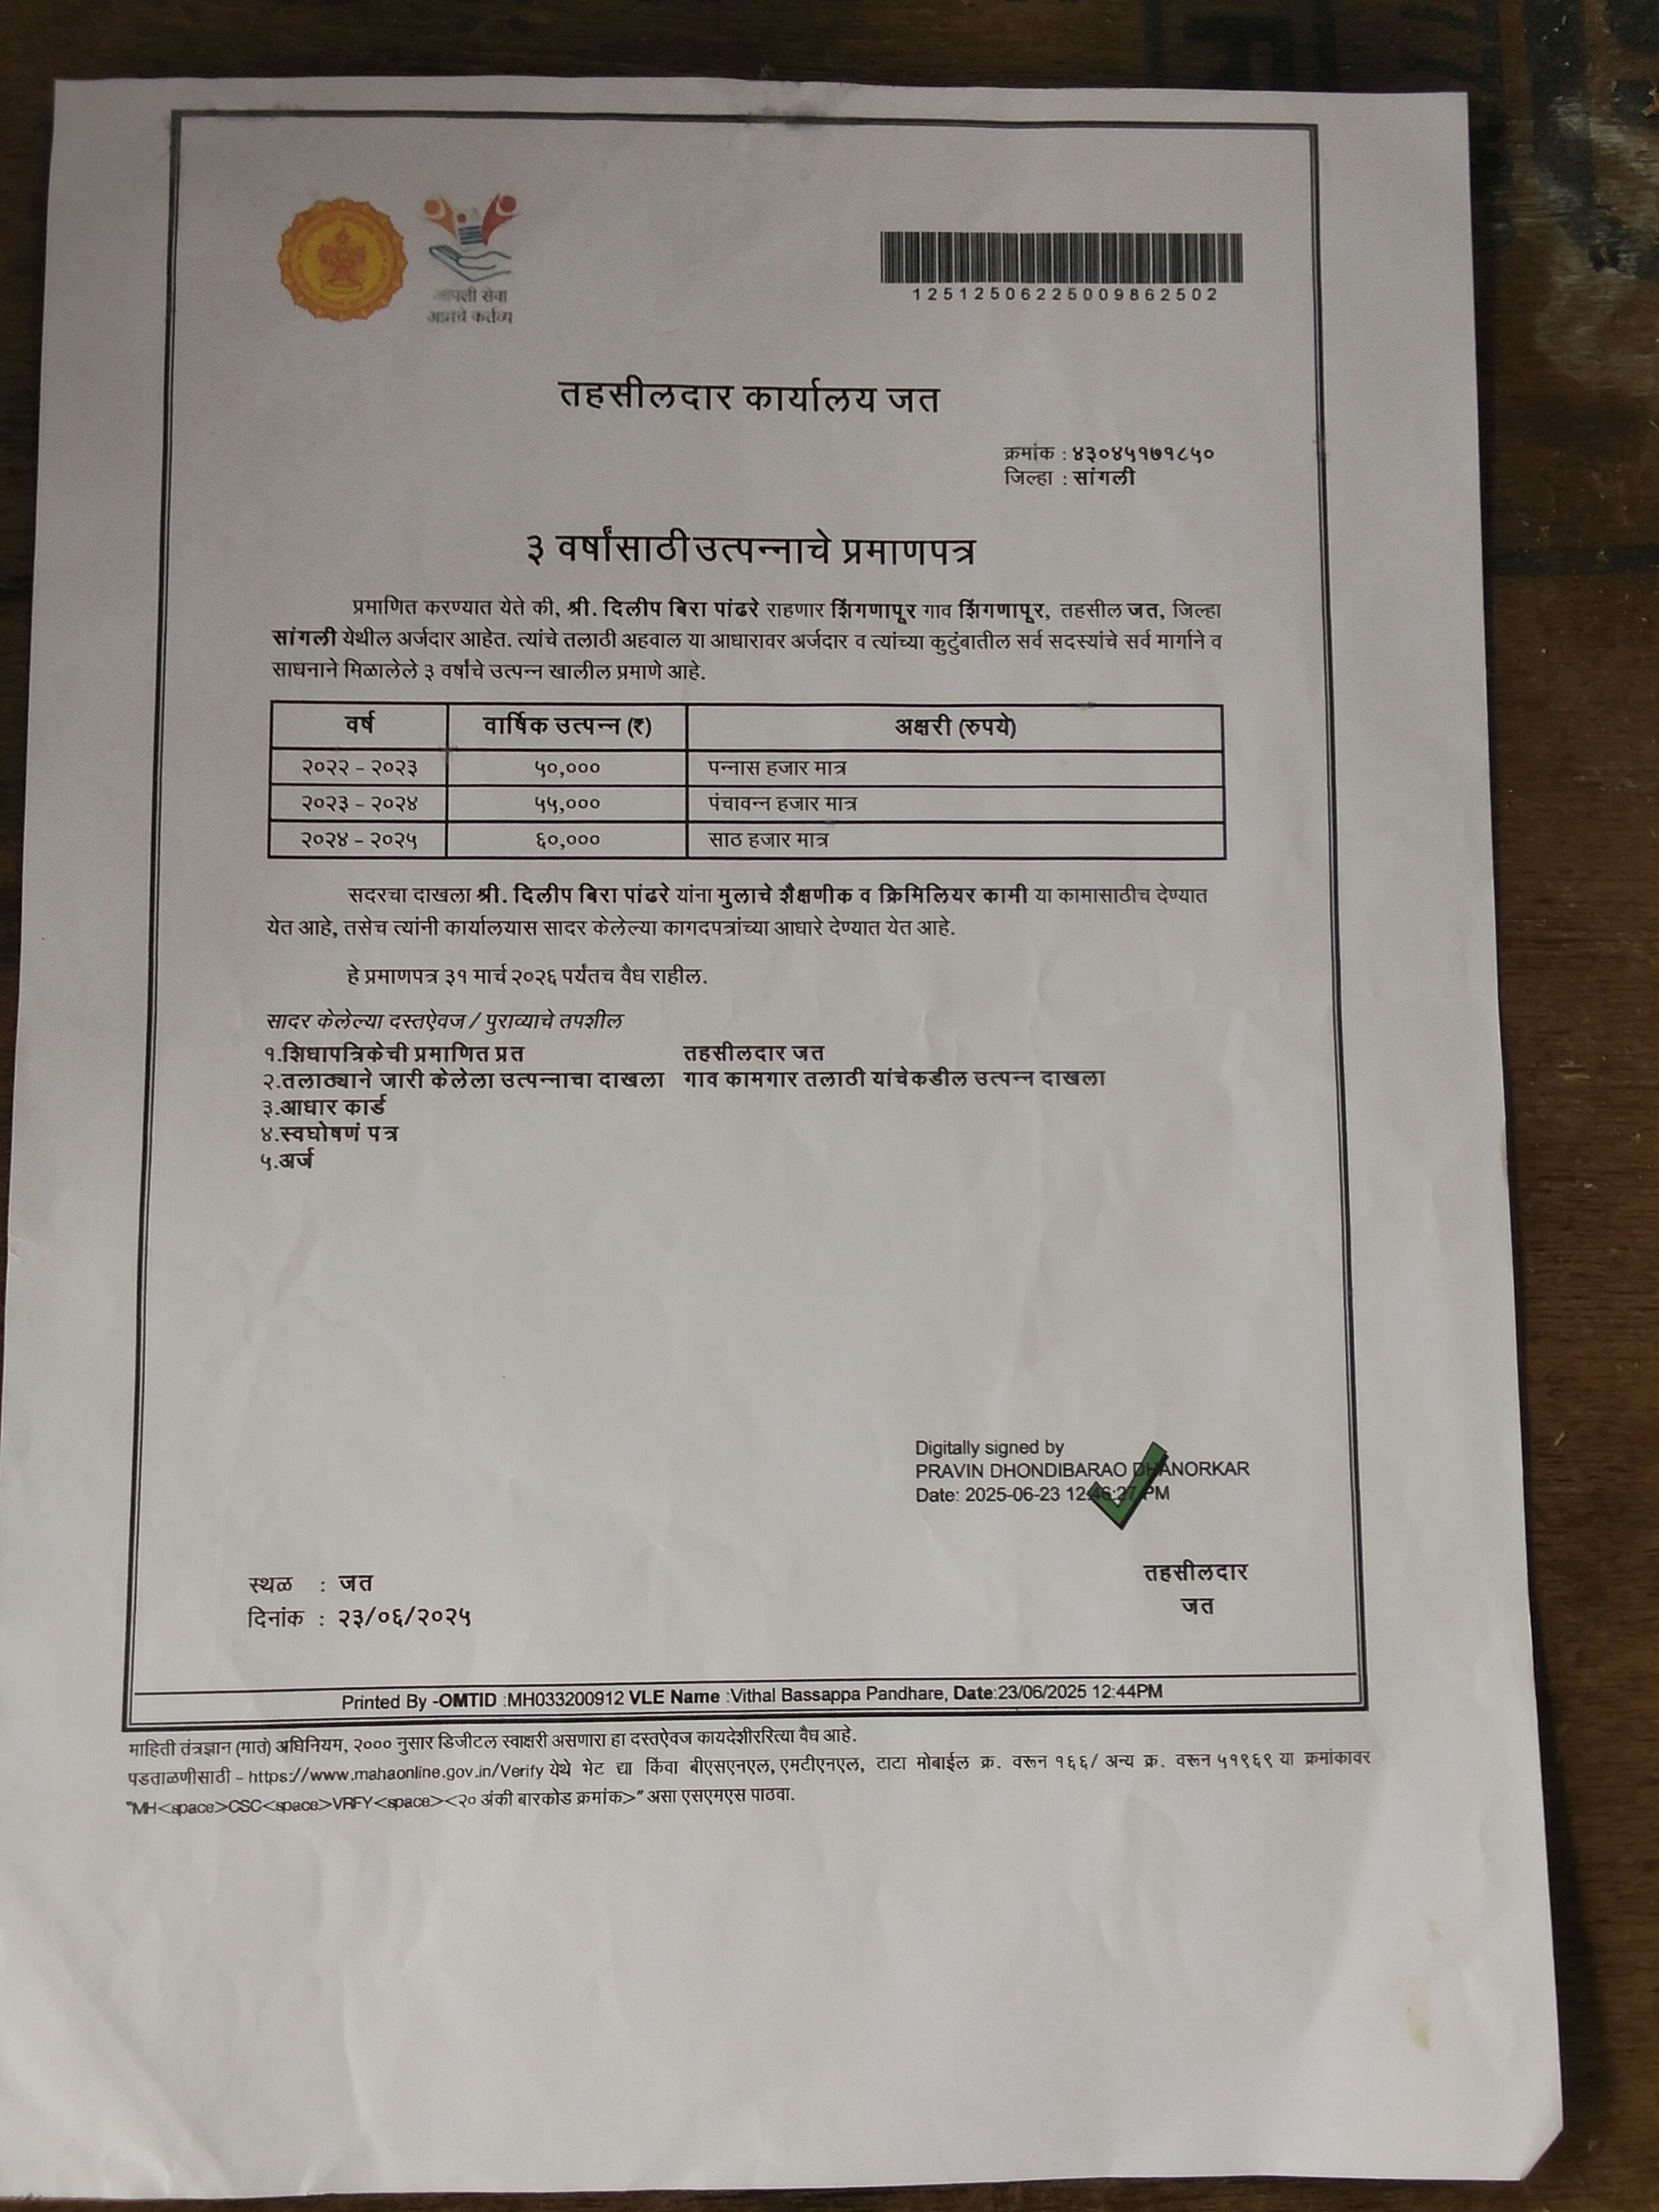 आपली सेवा
आमचे कर्तव्य
12512506225009862502
तहसीलदार कार्यालय जत
क्रमांक : ४३०४५१७१८५०
जिल्हा : सांगली
३ वर्षांसाठी उत्पन्नाचे प्रमाणपत्र
प्रमाणित करण्यात येते की, श्री. दिलीप बिरा पांढरे राहणार शिंगणापूर गाव शिंगणापूर, तहसील जत, जिल्हा
सांगली येथील अर्जदार आहेत. त्यांचे तलाठी अहवाल या आधारावर अर्जदार व त्यांच्या कुटुंबातील सर्व सदस्यांचे सर्व मार्गाने व
साधनाने मिळालेले ३ वर्षांचे उत्पन्न खालील प्रमाणे आहे.
वर्ष वार्षिक उत्पन्न (₹) अक्षरी (रुपये)
२०२२ - २०२३ ५०,००० पन्नास हजार मात्र
२०२३ - २०२४ ५५,००० पंचावन्न हजार मात्र
२०२४ - २०२५ ६०,००० साठ हजार मात्र
सदरचा दाखला श्री. दिलीप बिरा पांढरे यांना मुलाचे शैक्षणीक व क्रिमिलियर कामी या कामासाठीच देण्यात
येत आहे, तसेच त्यांनी कार्यालयास सादर केलेल्या कागदपत्रांच्या आधारे देण्यात येत आहे.
हे प्रमाणपत्र ३१ मार्च २०२६ पर्यंतच वैध राहील.
सादर केलेल्या दस्तऐवज / पुराव्याचे तपशील
१.शिधापत्रिकेची प्रमाणित प्रत तहसीलदार जत
२.तलाठ्याने जारी केलेला उत्पन्नाचा दाखला गाव कामगार तलाठी यांचेकडील उत्पन्न दाखला
३.आधार कार्ड
४.स्वघोषणं पत्र
५.अर्ज
Digitally signed by
PRAVIN DHONDIBARAO DHANORKAR
Date: 2025-06-23 12:46:27 PM
तहसीलदार
जत
स्थळ : जत
दिनांक : २३/०६/२०२५
Printed By -OMTID :MH033200912 VLE Name :Vithal Bassappa Pandhare, Date:23/06/2025 12:44PM
माहिती तंत्रज्ञान (मातं) अधिनियम, २००० नुसार डिजीटल स्वाक्षरी असणारा हा दस्तऐवज कायदेशीररित्या वैध आहे.
पडताळणीसाठी - https://www.mahaonline.gov.in/Verify येथे भेट द्या किंवा बीएसएनएल, एमटीएनएल, टाटा मोबाईल क्र. वरून १६६/ अन्य क्र. वरून ५१९६९ या क्रमांकावर
"MH<space>CSC<space>VRFY<space><२० अंकी बारकोड क्रमांक>" असा एसएमएस पाठवा.